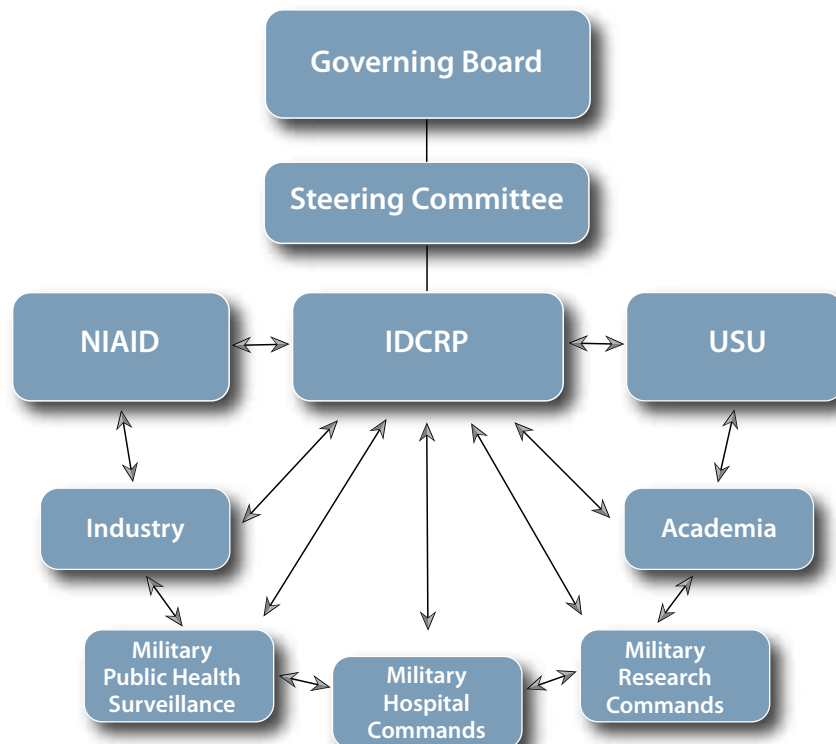 Governing Board
Steering Committee
NIAID
IDCRP
USU
Industry
Academia
Military
Public Health
Surveillance
Military
Hospital
Commands
Military
Research
Commands